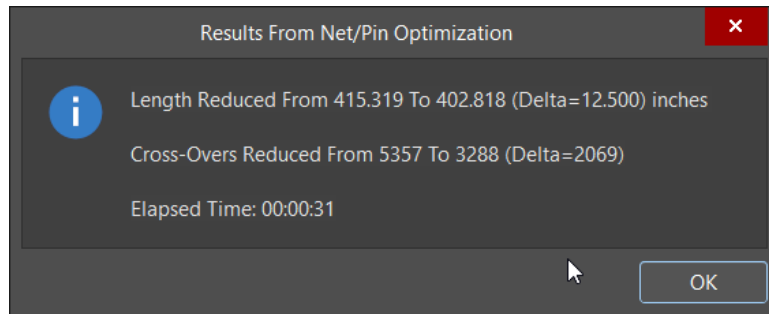 Results From Net/Pin Optimization
Length Reduced From 415.319 To 402.818 (Delta=12.500) inches
Cross-Overs Reduced From 5357 To 3288 (Delta=2069)
Elapsed Time: 00:00:31
OK